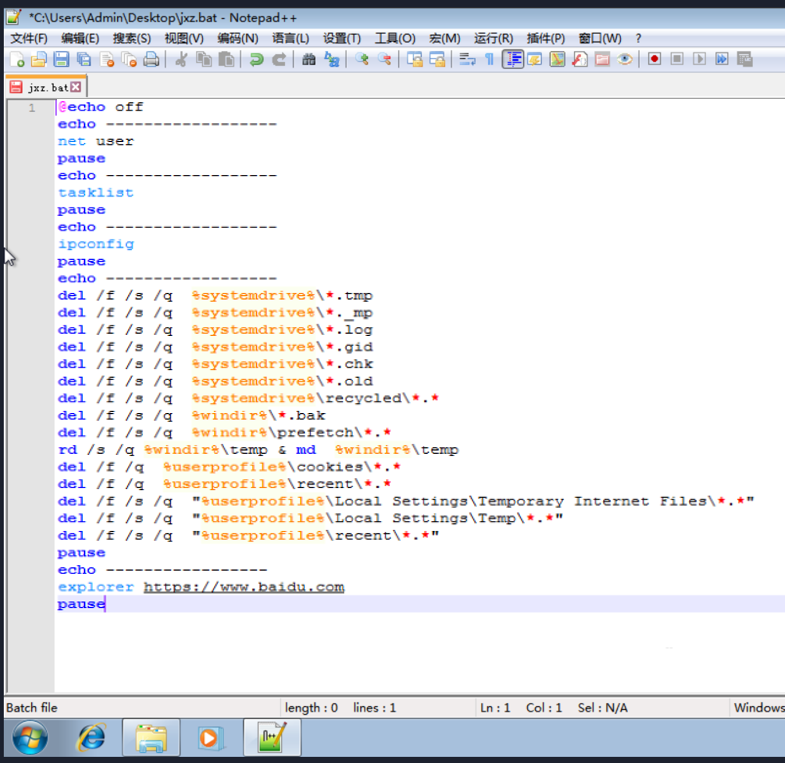 *C:\Users\Admin\Desktop\jxz.bat - Notepad++
文件(F) 编辑(E) 搜索(S) 视图(V) 编码(N) 语言(L) 设置(T) 工具(O) 宏(M) 运行(R) 插件(P) 窗口(W) ?
jxz.bat
1 @echo off
echo ------------------
net user
pause
echo ------------------
tasklist
pause
echo ------------------
ipconfig
pause
echo ------------------
del /f /s /q  %systemdrive%\*.tmp
del /f /s /q  %systemdrive%\*._mp
del /f /s /q  %systemdrive%\*.log
del /f /s /q  %systemdrive%\*.gid
del /f /s /q  %systemdrive%\*.chk
del /f /s /q  %systemdrive%\*.old
del /f /s /q  %systemdrive%\recycled\*.*
del /f /s /q  %windir%\*.bak
del /f /s /q  %windir%\prefetch\*.*
rd /s /q %windir%\temp & md  %windir%\temp
del /f /q  %userprofile%\cookies\*.*
del /f /q  %userprofile%\recent\*.*
del /f /s /q  "%userprofile%\Local Settings\Temporary Internet Files\*.*"
del /f /s /q  "%userprofile%\Local Settings\Temp\*.*"
del /f /s /q  "%userprofile%\recent\*.*"
pause
echo -----------------
explorer https://www.baidu.com
pause
Batch file length : 0 lines : 1 Ln : 1 Col : 1 Sel : N/A Windows